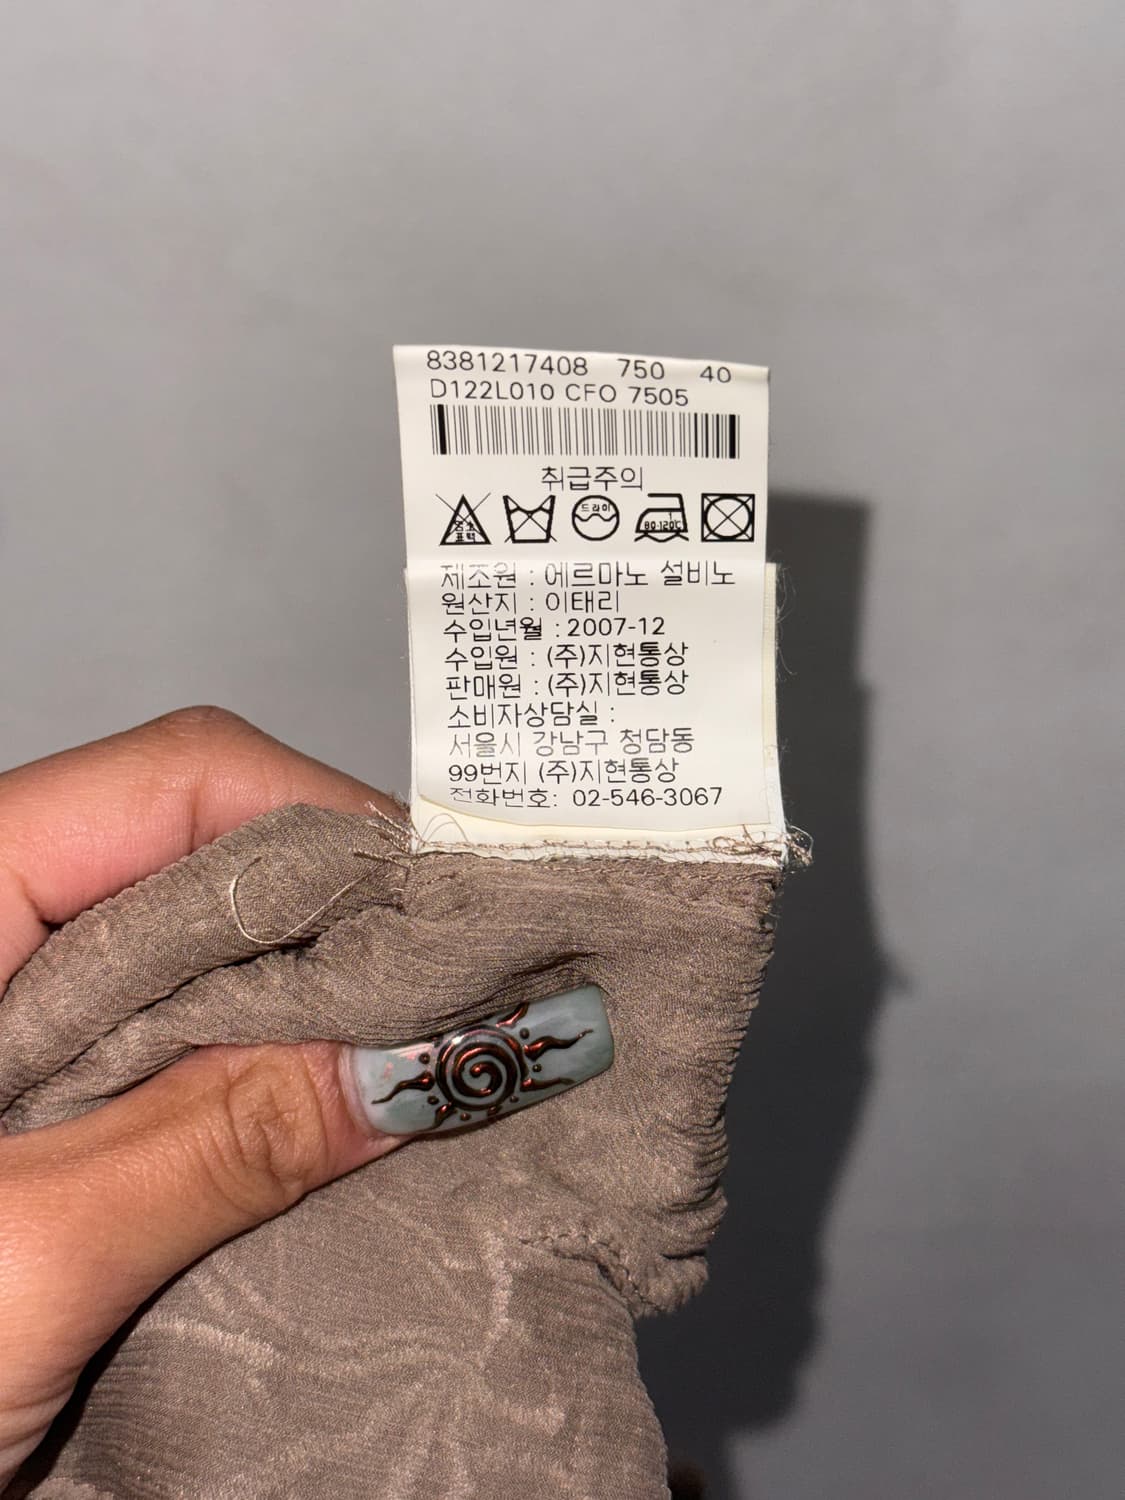 8381217408 750 40
D122L010 CFO 7505
취급주의
염소 표백
드라이
80-120℃
제조원 : 에르마노 설비노
원산지 : 이태리
수입년월 : 2007-12
수입원 : (주)지현통상
판매원 : (주)지현통상
소비자상담실 :
서울시 강남구 청담동
99번지 (주)지현통상
전화번호: 02-546-3067